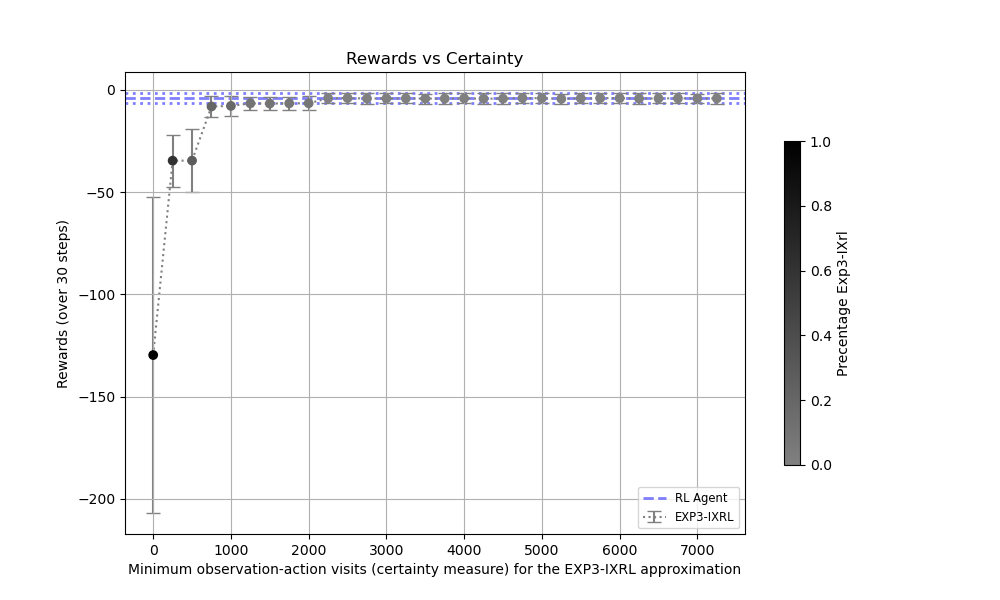 Rewards vs Certainty
Rewards (over 30 steps)
0
−50
−100
−150
−200
0 1000 2000 3000 4000 5000 6000 7000
Minimum observation-action visits (certainty measure) for the EXP3-IXRL approximation
RL Agent
EXP3-IXRL
1.0
0.8
0.6
0.4
0.2
0.0
Precentage Exp3-IXrl